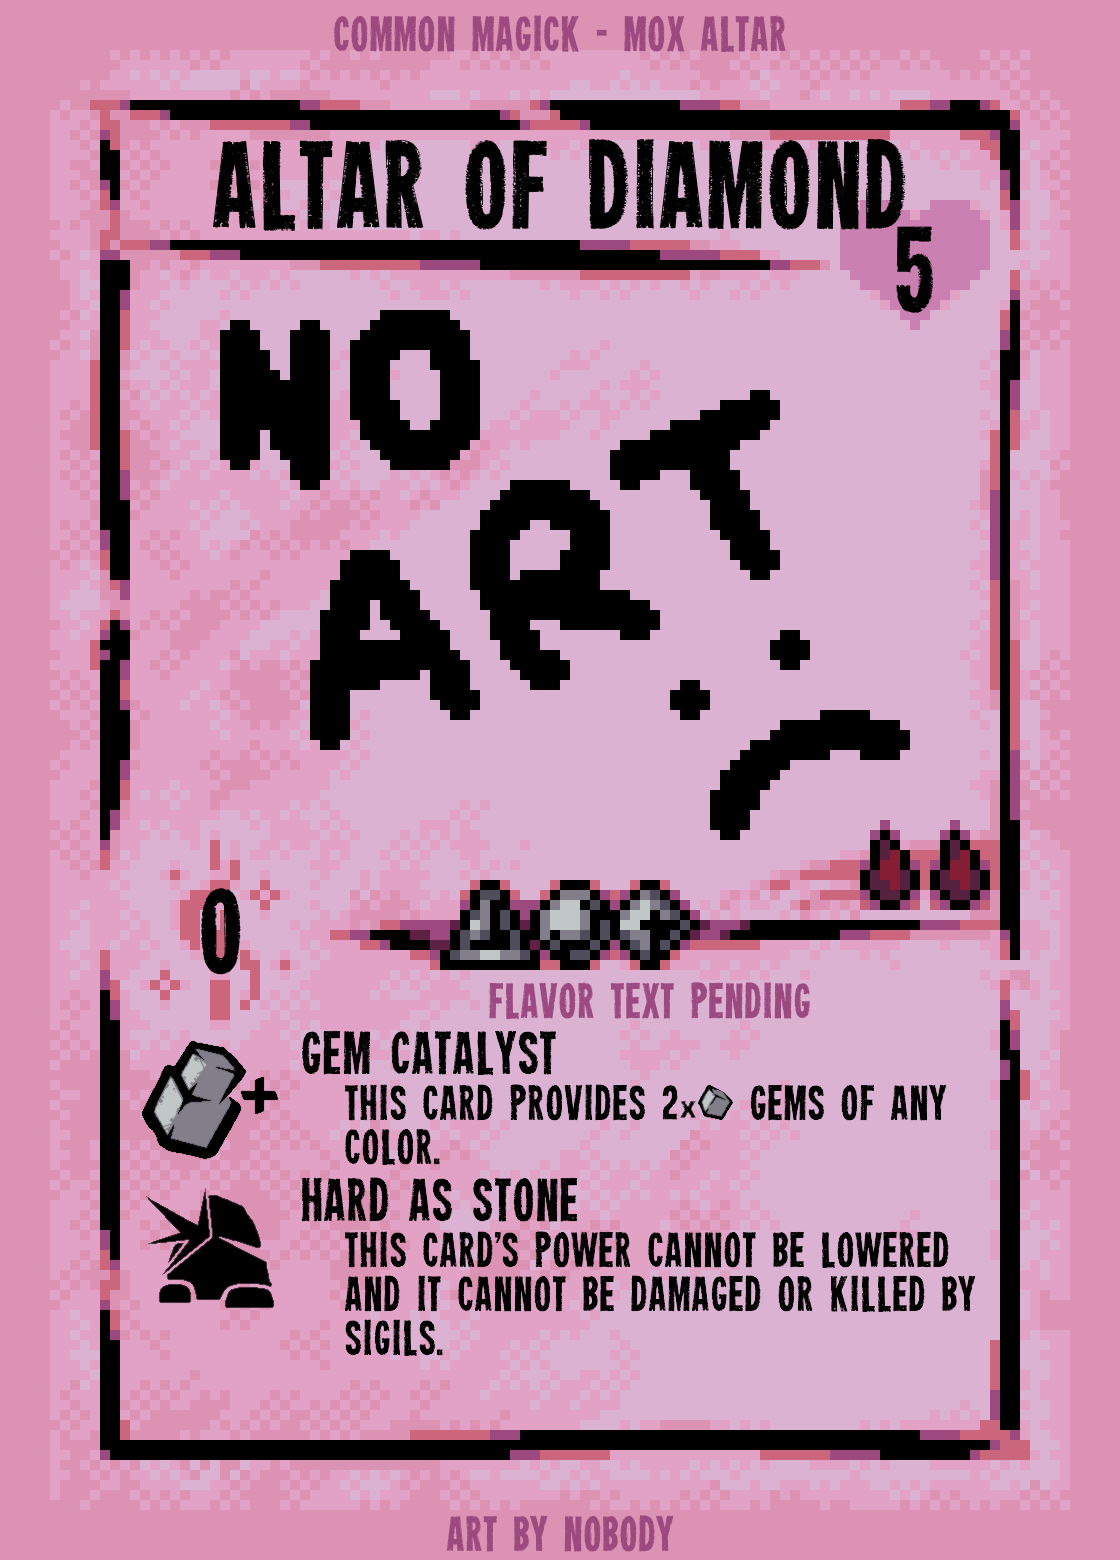 COMMON MAGICK - MOX ALTAR
ALTAR OF DIAMOND
5
NO
ART
0
FLAVOR TEXT PENDING
GEM CATALYST
THIS CARD PROVIDES 2x GEMS OF ANY
COLOR.
HARD AS STONE
THIS CARD'S POWER CANNOT BE LOWERED
AND IT CANNOT BE DAMAGED OR KILLED BY
SIGILS.
ART BY NOBODY